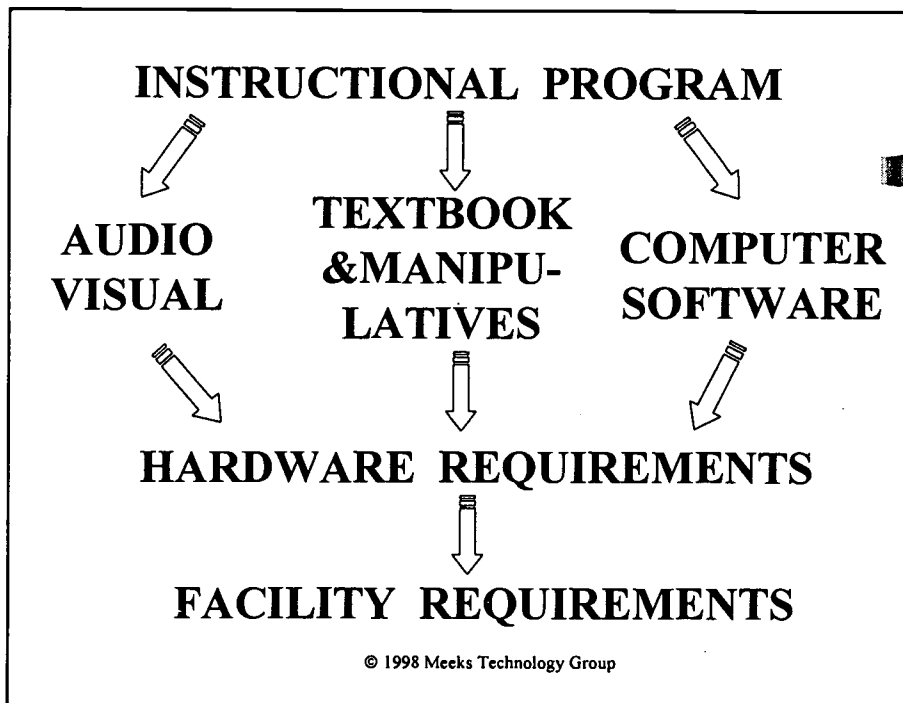 INSTRUCTIONAL PROGRAM
AUDIO
VISUAL
TEXTBOOK
&MANIPU-
LATIVES
COMPUTER
SOFTWARE
HARDWARE REQUIREMENTS
FACILITY REQUIREMENTS
© 1998 Meeks Technology Group